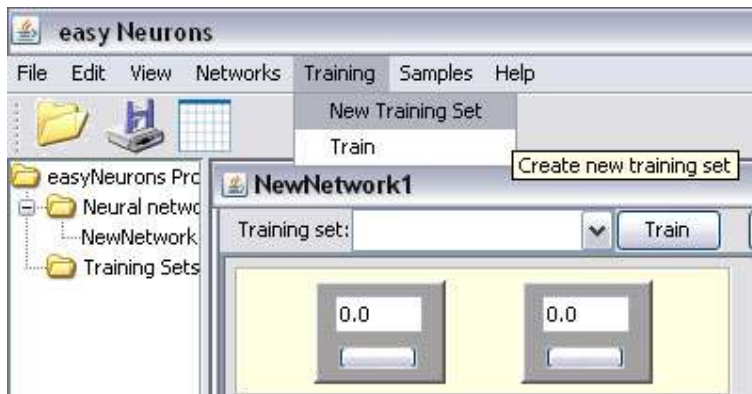 easy Neurons
File Edit View Networks Training Samples Help
New Training Set
Train
Create new training set
easyNeurons Prc
Neural netwo
NewNetwork
Training Sets
NewNetwork1
Training set: Train
0.0 0.0